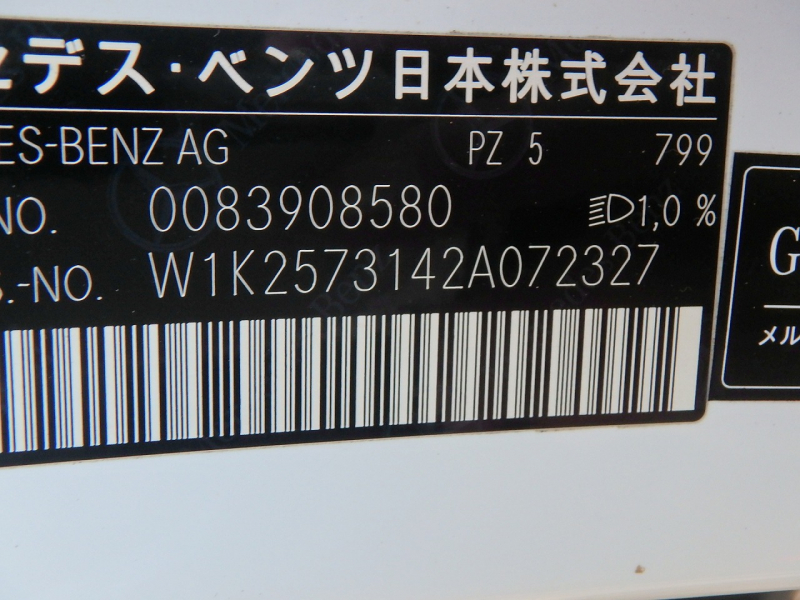 セデス・ベンツ日本株式会社
ES-BENZ AG PZ 5 799
NO. 0083908580 1,0 %
S.-NO. W1K2573142A072327
G
メル